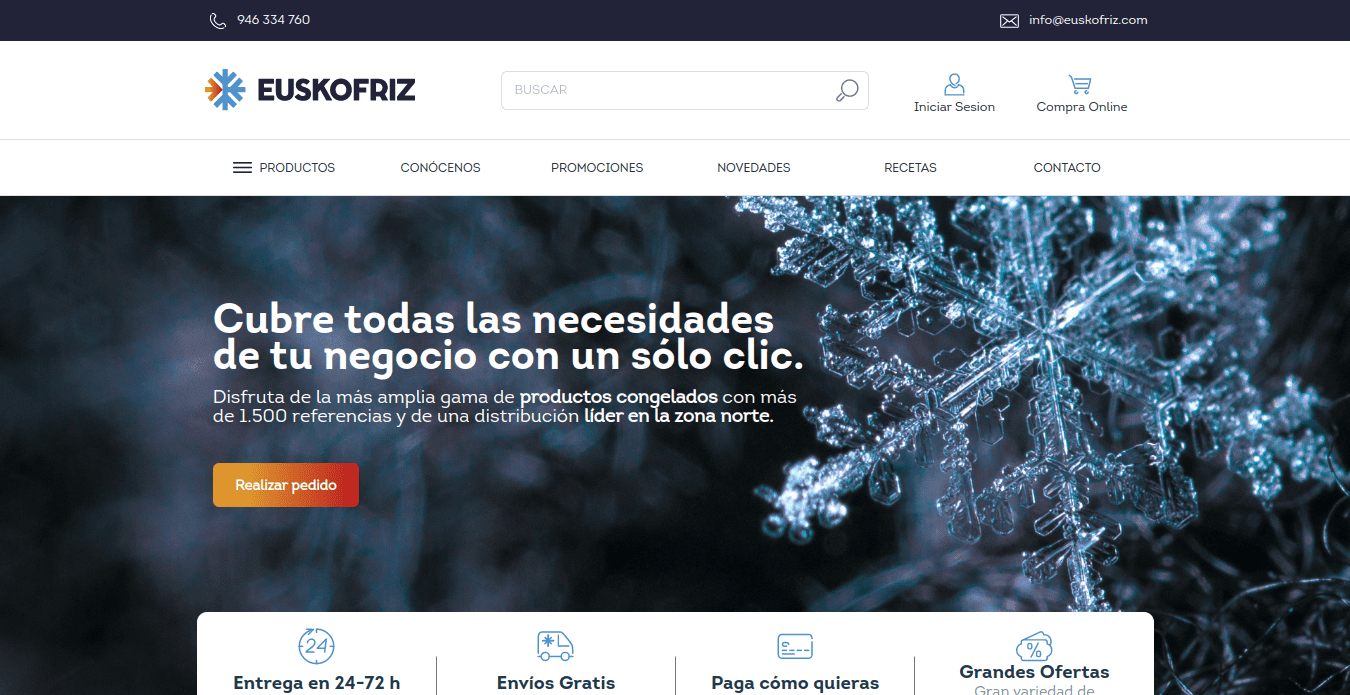 946 334 760
info@euskofriz.com
EUSKOFRIZ
BUSCAR
Iniciar Sesion
Compra Online
PRODUCTOS
CONÓCENOS
PROMOCIONES
NOVEDADES
RECETAS
CONTACTO
Cubre todas las necesidades
de tu negocio con un sólo clic.
Disfruta de la más amplia gama de productos congelados con más
de 1.500 referencias y de una distribución líder en la zona norte.
Realizar pedido
24
Entrega en 24-72 h
Envíos Gratis
Paga cómo quieras
%
Grandes Ofertas
Gran variedad de